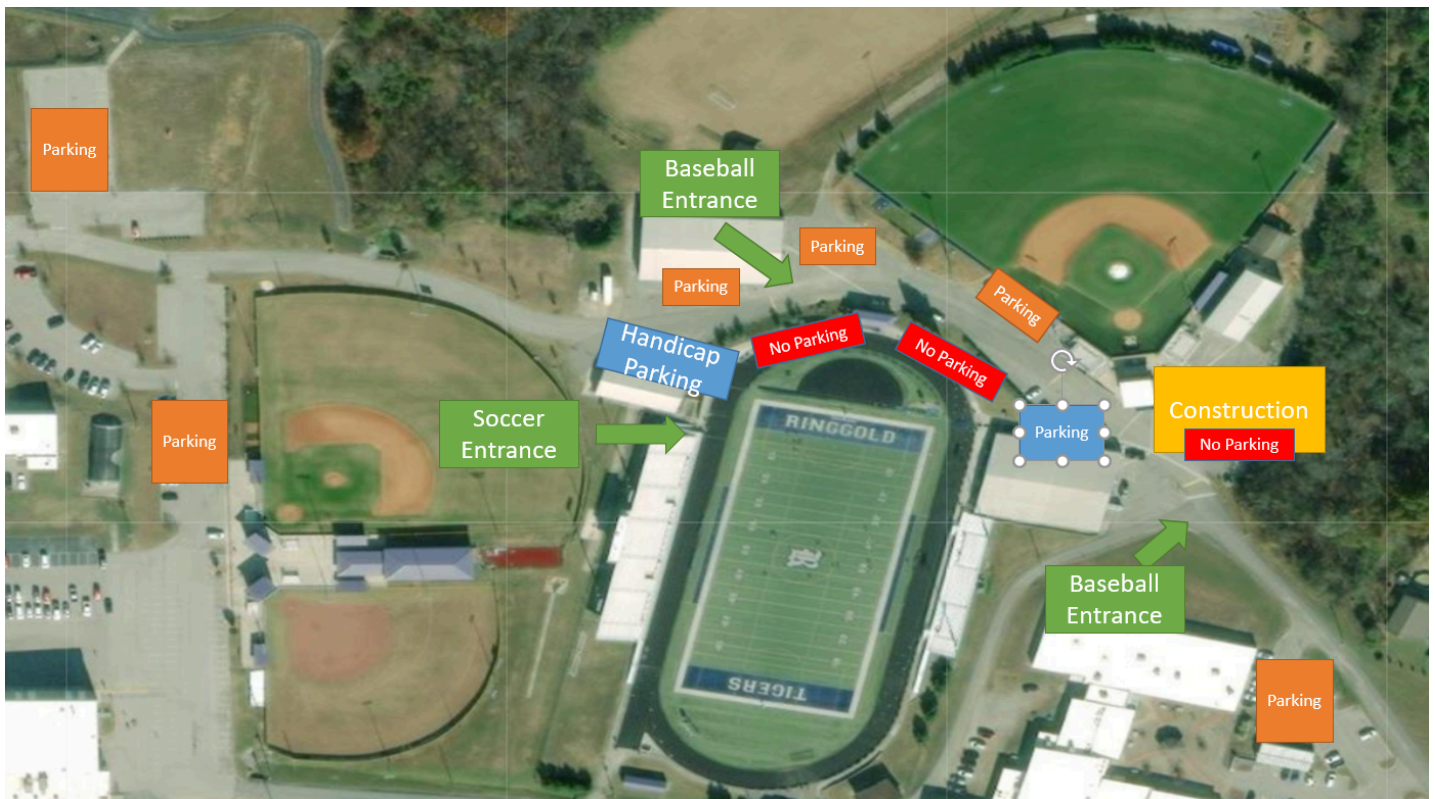 Parking
Baseball
Entrance
Parking
Parking
Parking
Handicap
Parking
No Parking
No Parking
Construction
No Parking
Parking
Soccer
Entrance
Parking
RINGGOLD
R
Baseball
Entrance
TIGERS
Parking